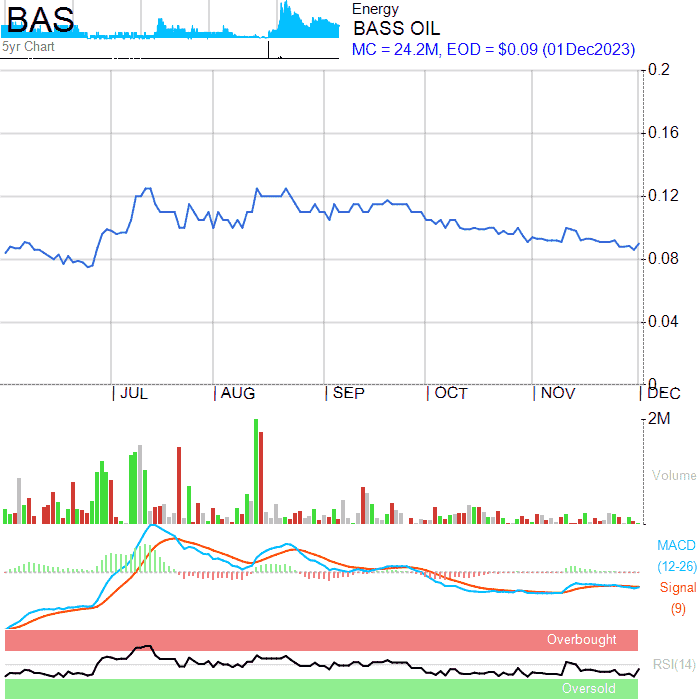 BAS
5yr Chart
Energy
BASS OIL
MC = 24.2M, EOD = $0.09 (01Dec2023)
0.2
0.16
0.12
0.08
0.04
0
JUL AUG SEP OCT NOV DEC
2M
Volume
MACD
(12-26)
Signal
(9)
Overbought
RSI(14)
Oversold